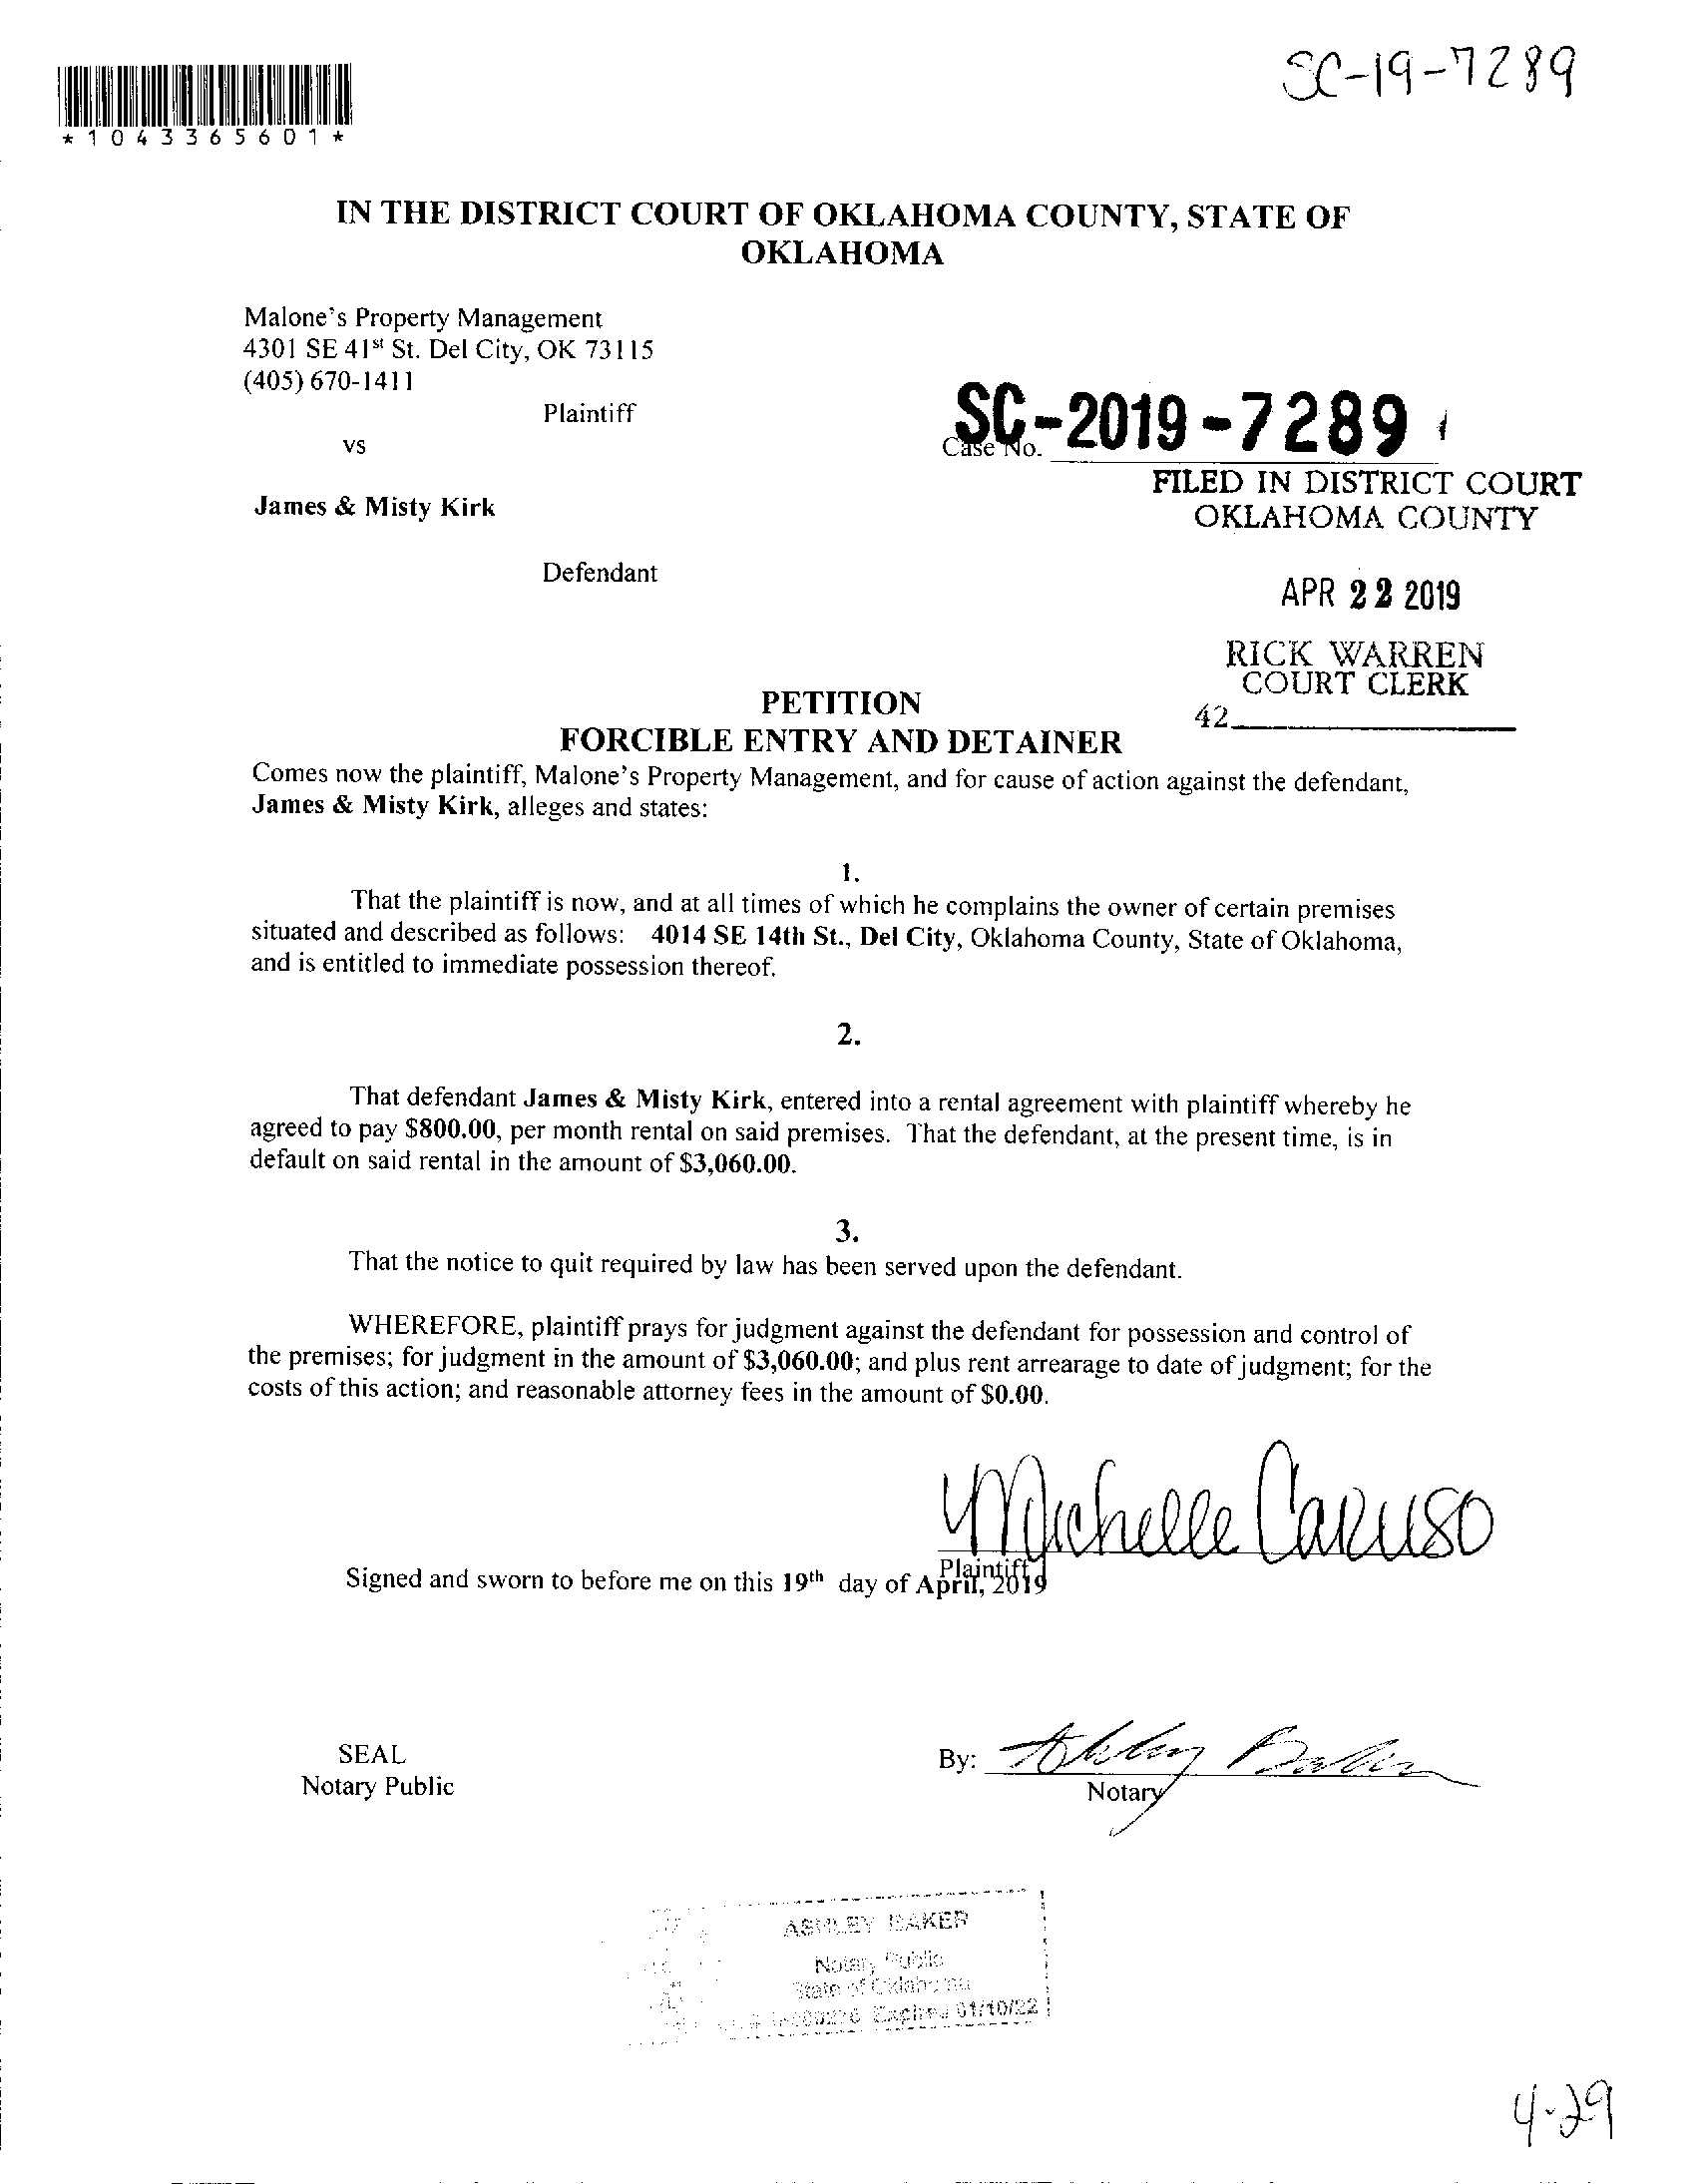 SC-19-7289
*1043365601*
IN THE DISTRICT COURT OF OKLAHOMA COUNTY, STATE OF
OKLAHOMA
Malone's Property Management
4301 SE 41st St. Del City, OK 73115
(405) 670-1411
Plaintiff
vs
SC-2019-7289
Case No.
FILED IN DISTRICT COURT
OKLAHOMA COUNTY
James & Misty Kirk
Defendant
APR 22 2019
RICK WARREN
COURT CLERK
42
PETITION
FORCIBLE ENTRY AND DETAINER
Comes now the plaintiff, Malone's Property Management, and for cause of action against the defendant,
James & Misty Kirk, alleges and states:
1.
That the plaintiff is now, and at all times of which he complains the owner of certain premises
situated and described as follows: 4014 SE 14th St., Del City, Oklahoma County, State of Oklahoma,
and is entitled to immediate possession thereof.
2.
That defendant James & Misty Kirk, entered into a rental agreement with plaintiff whereby he
agreed to pay $800.00, per month rental on said premises. That the defendant, at the present time, is in
default on said rental in the amount of $3,060.00.
3.
That the notice to quit required by law has been served upon the defendant.
WHEREFORE, plaintiff prays for judgment against the defendant for possession and control of
the premises; for judgment in the amount of $3,060.00; and plus rent arrearage to date of judgment; for the
costs of this action; and reasonable attorney fees in the amount of $0.00.
Michelle Caruso
Plaintiff
Signed and sworn to before me on this 19th day of April, 2019
SEAL
Notary Public
By: Ashley Baker
Notary
ASHLEY BAKER
Notary Public
State of Oklahoma
Expires 01/10/22
4-29